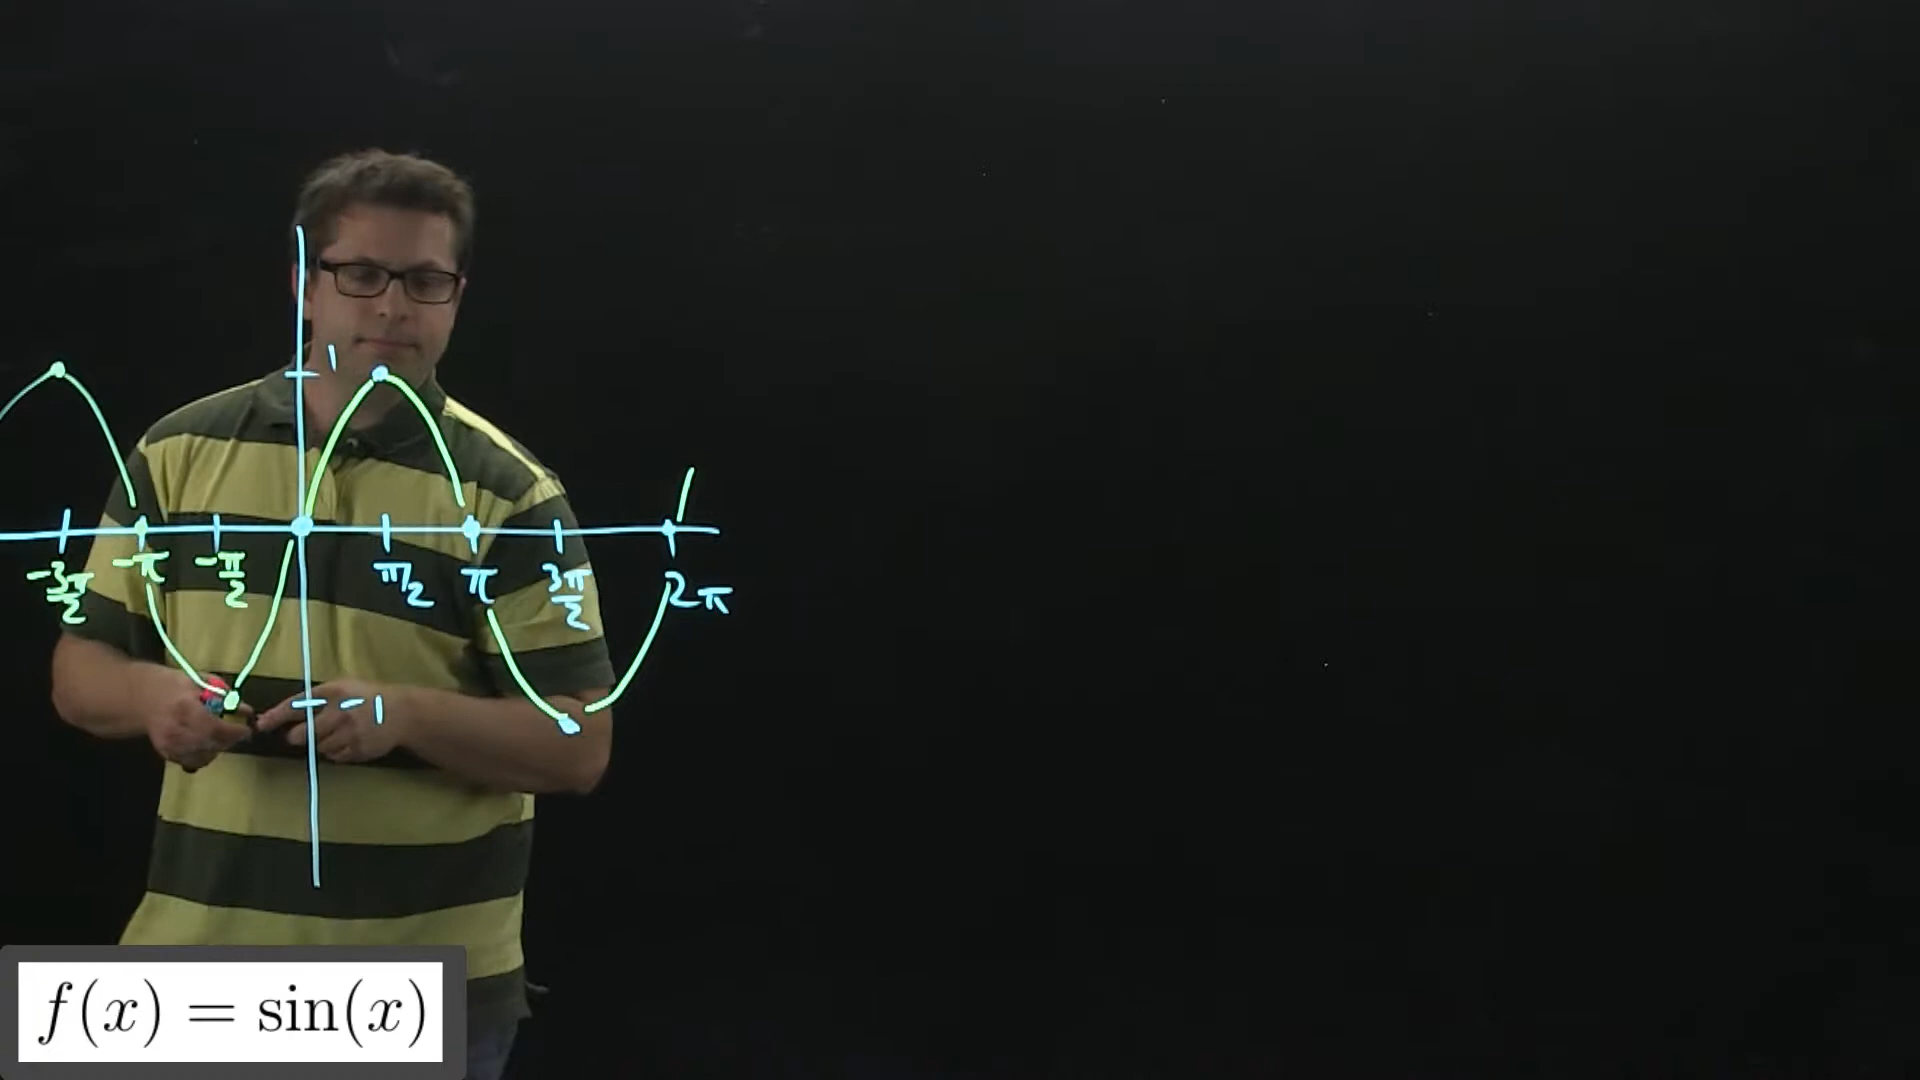 1
-3π/2 -π -π/2 π/2 π 3π/2 2π
-1
f(x) = sin(x)